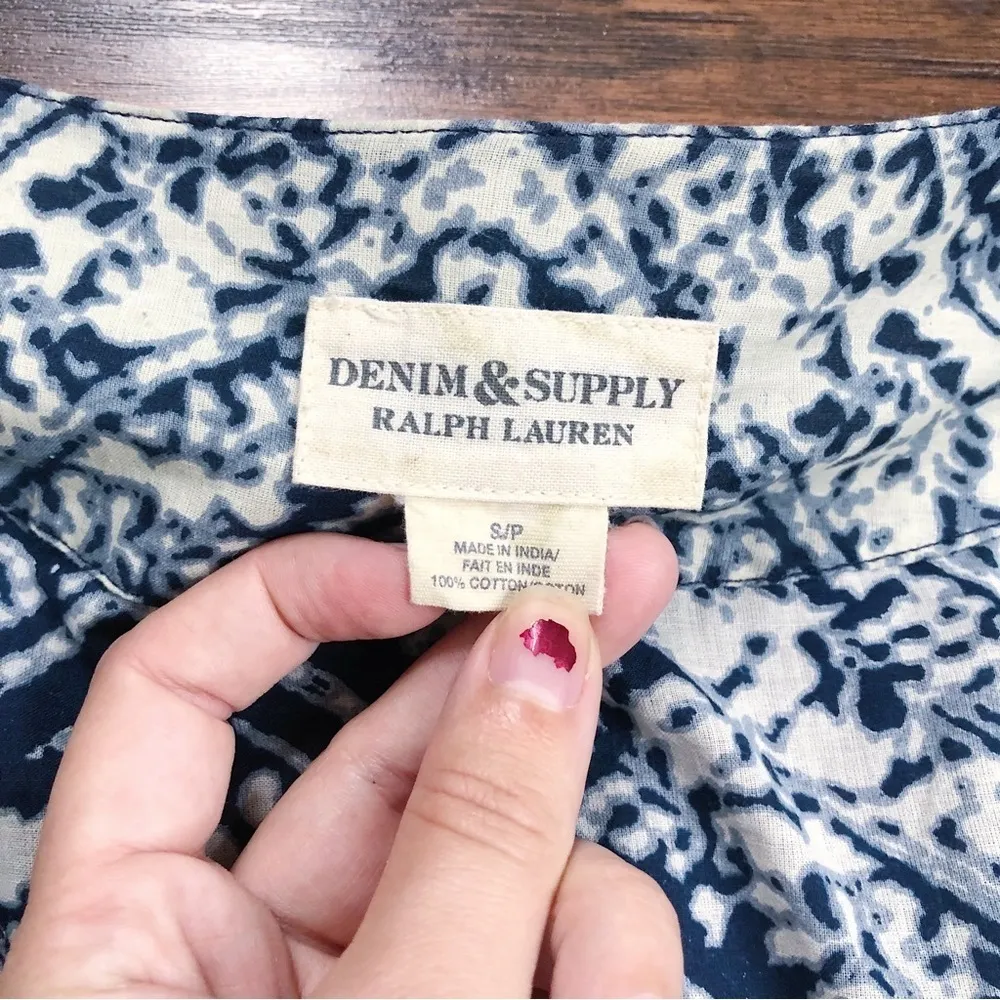 DENIM & SUPPLY
RALPH LAUREN
S/P
MADE IN INDIA/
FAIT EN INDE
100% COTTON/COTON